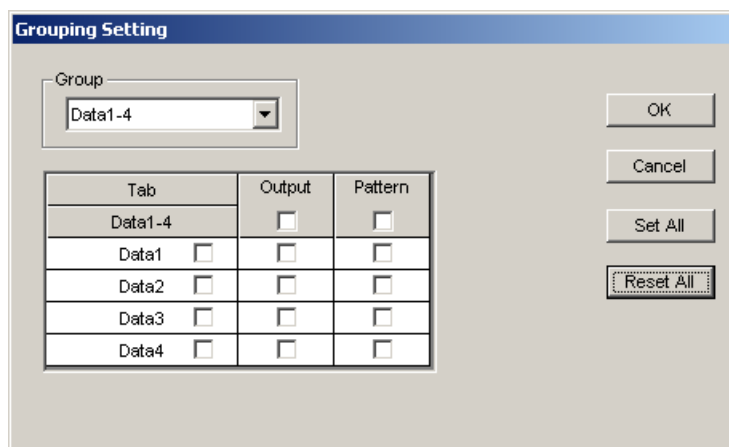 Grouping Setting
Group
Data1-4
OK
Cancel
Set All
Reset All
Tab Output Pattern
Data1-4
Data1
Data2
Data3
Data4